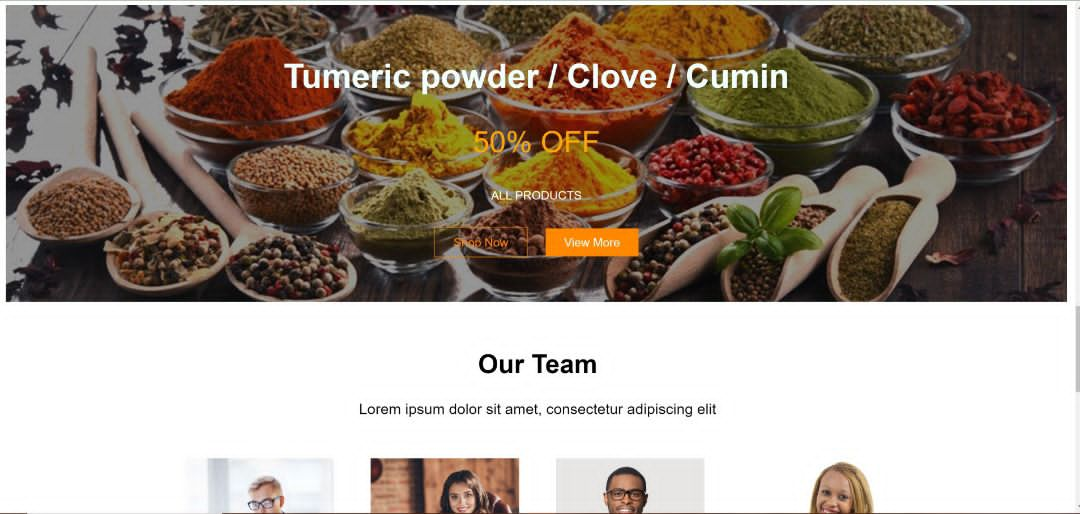 Tumeric powder / Clove / Cumin
50% OFF
ALL PRODUCTS
Shop Now
View More
Our Team
Lorem ipsum dolor sit amet, consectetur adipiscing elit